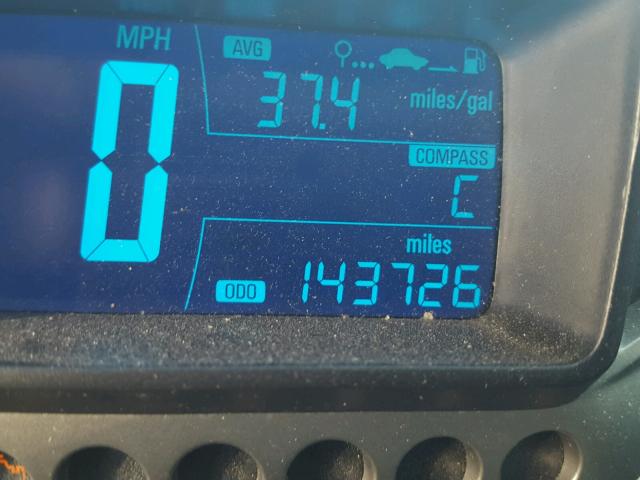 MPH
0
AVG
37.4 miles/gal
COMPASS
C
miles
ODO 143726